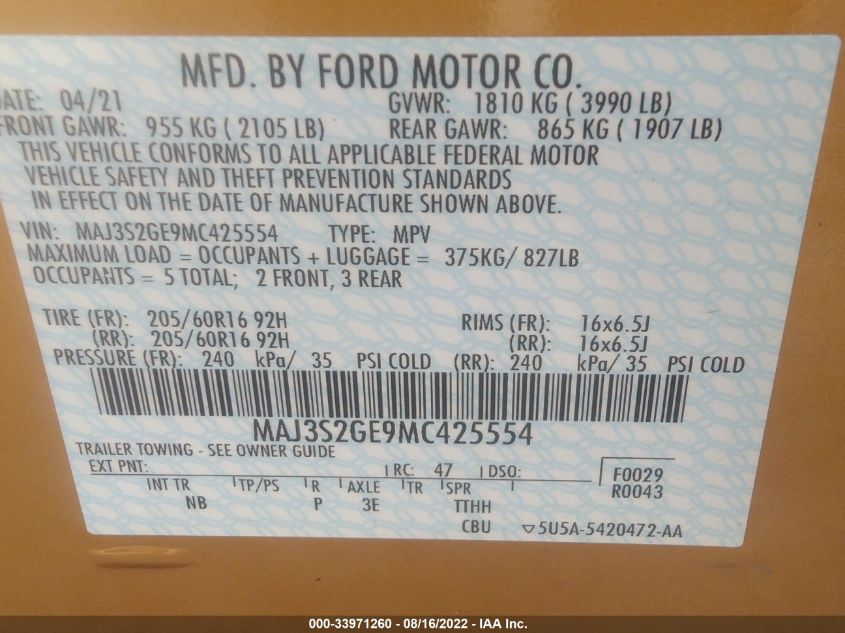 MFD. BY FORD MOTOR CO.
DATE: 04/21 GVWR: 1810 KG ( 3990 LB)
FRONT GAWR: 955 KG ( 2105 LB) REAR GAWR: 865 KG ( 1907 LB)
THIS VEHICLE CONFORMS TO ALL APPLICABLE FEDERAL MOTOR
VEHICLE SAFETY AND THEFT PREVENTION STANDARDS
IN EFFECT ON THE DATE OF MANUFACTURE SHOWN ABOVE.
VIN: MAJ3S2GE9MC425554 TYPE: MPV
MAXIMUM LOAD = OCCUPANTS + LUGGAGE = 375KG/ 827LB
OCCUPANTS = 5 TOTAL; 2 FRONT, 3 REAR
TIRE (FR): 205/60R16 92H RIMS (FR): 16x6.5J
(RR): 205/60R16 92H (RR): 16x6.5J
PRESSURE (FR): 240 kPa/ 35 PSI COLD (RR): 240 kPa/ 35 PSI COLD
MAJ3S2GE9MC425554
TRAILER TOWING - SEE OWNER GUIDE
EXT PNT: RC: 47 DSO: F0029
R0043
INT TR TP/PS R AXLE TR SPR
NB P 3E TTHH
CBU ▽5U5A-5420472-AA
000-33971260 - 08/16/2022 - IAA Inc.